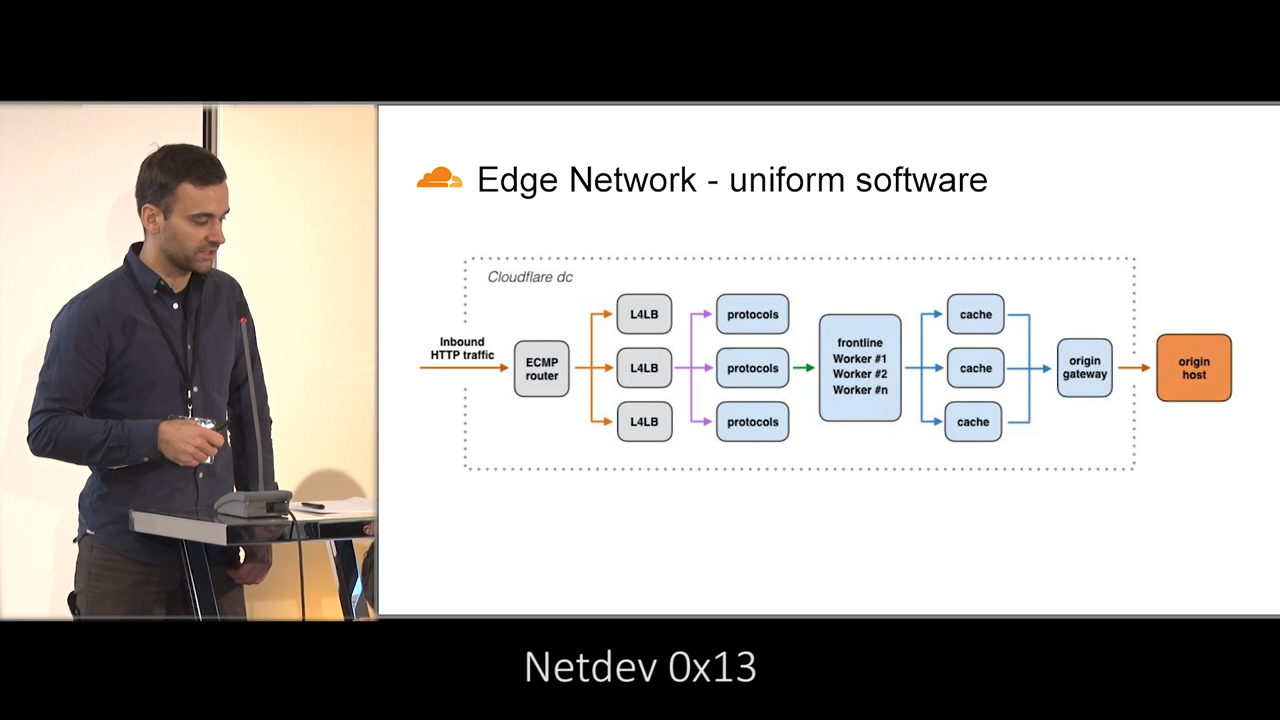 Edge Network - uniform software
Cloudflare dc
Inbound
HTTP traffic
ECMP
router
L4LB
L4LB
L4LB
protocols
protocols
protocols
frontline
Worker #1
Worker #2
Worker #n
cache
cache
cache
origin
gateway
origin
host
Netdev 0x13